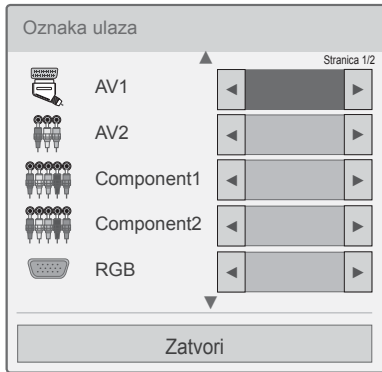 Oznaka ulaza
Stranica 1/2
AV1
AV2
Component1
Component2
RGB
Zatvori